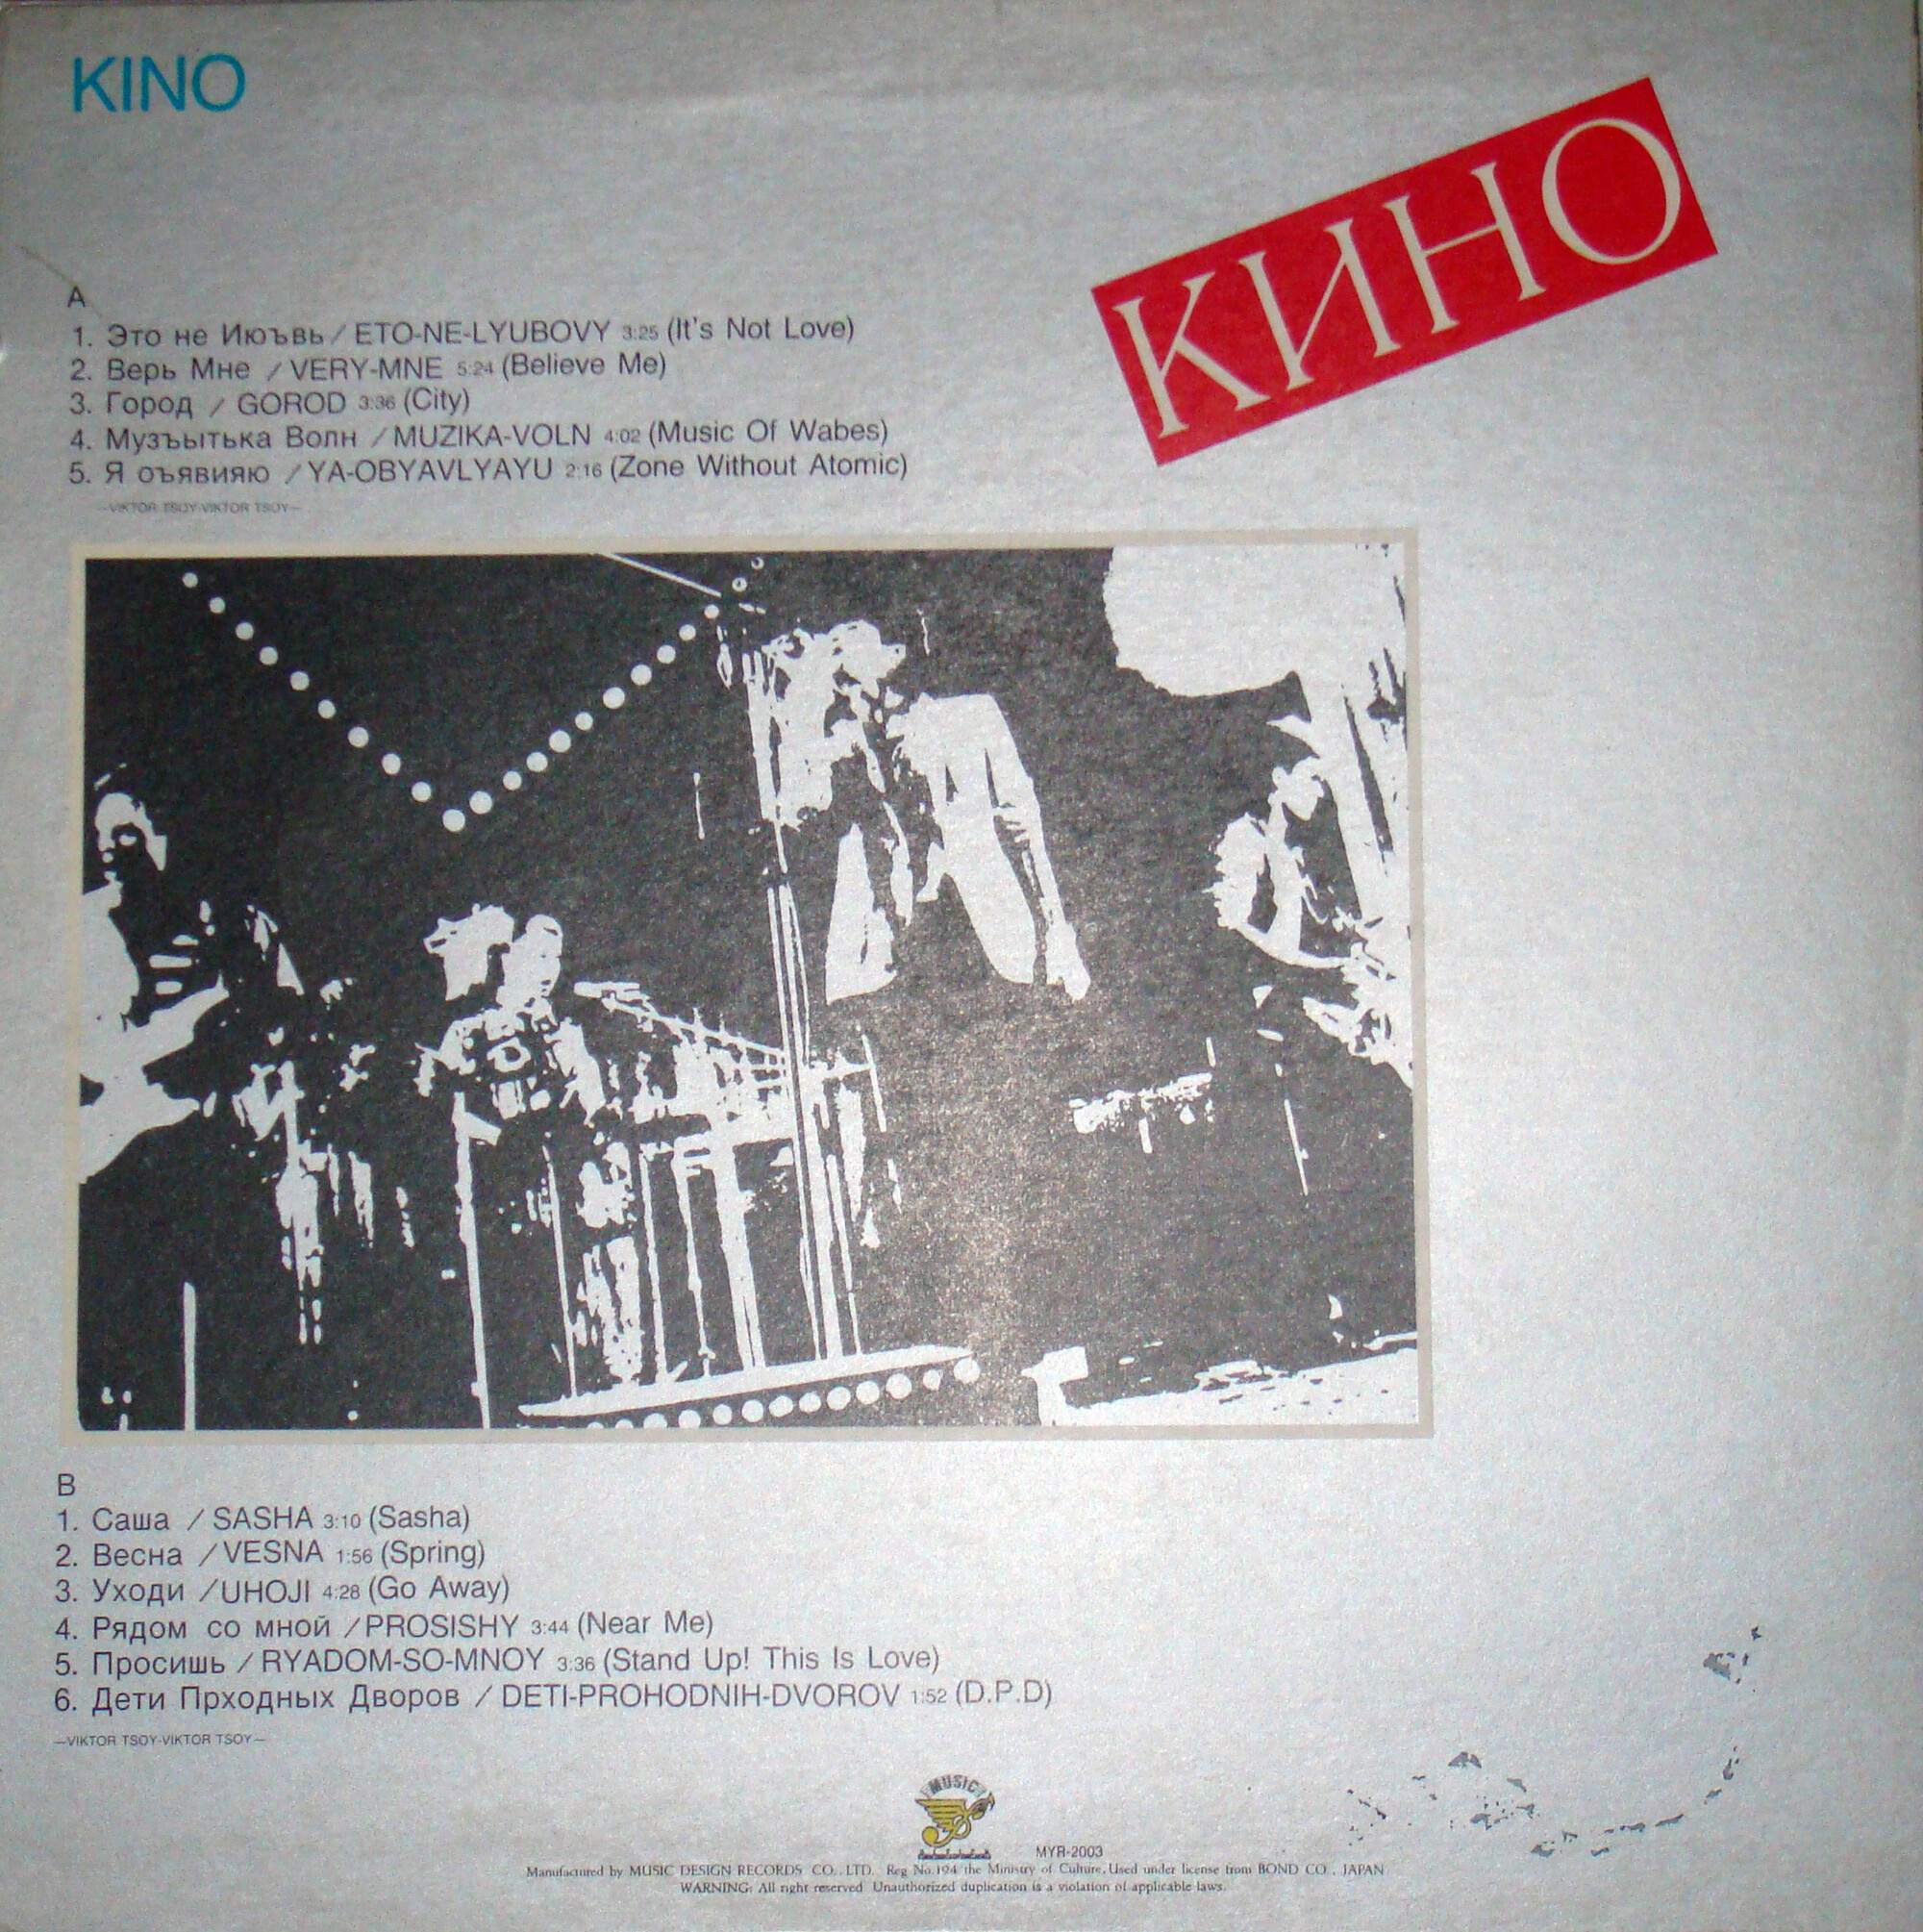 KINO
КИНО
A
1. Это не Июъвь / ETO-NE-LYUBOVY 3:25 (It's Not Love)
2. Верь Мне / VERY-MNE 5:24 (Believe Me)
3. Город / GOROD 3:36 (City)
4. Музъытька Волн / MUZIKA-VOLN 4:02 (Music Of Wabes)
5. Я оъявияю / YA-OBYAVLYAYU 2:16 (Zone Without Atomic)
—VIKTOR TSOY-VIKTOR TSOY—
B
1. Саша / SASHA 3:10 (Sasha)
2. Весна / VESNA 1:56 (Spring)
3. Уходи / UHOJI 4:28 (Go Away)
4. Рядом со мной / PROSISHY 3:44 (Near Me)
5. Просишь / RYADOM-SO-MNOY 3:36 (Stand Up! This Is Love)
6. Дети Прходных Дворов / DETI-PROHODNIH-DVOROV 1:52 (D.P.D)
—VIKTOR TSOY-VIKTOR TSOY—
MUSIC
MYR-2003
Manufactured by MUSIC DESIGN RECORDS CO., LTD. Reg No.194 the Ministry of Culture. Used under license from BOND CO., JAPAN
WARNING: All right reserved Unauthorized duplication is a violation of applicable laws.